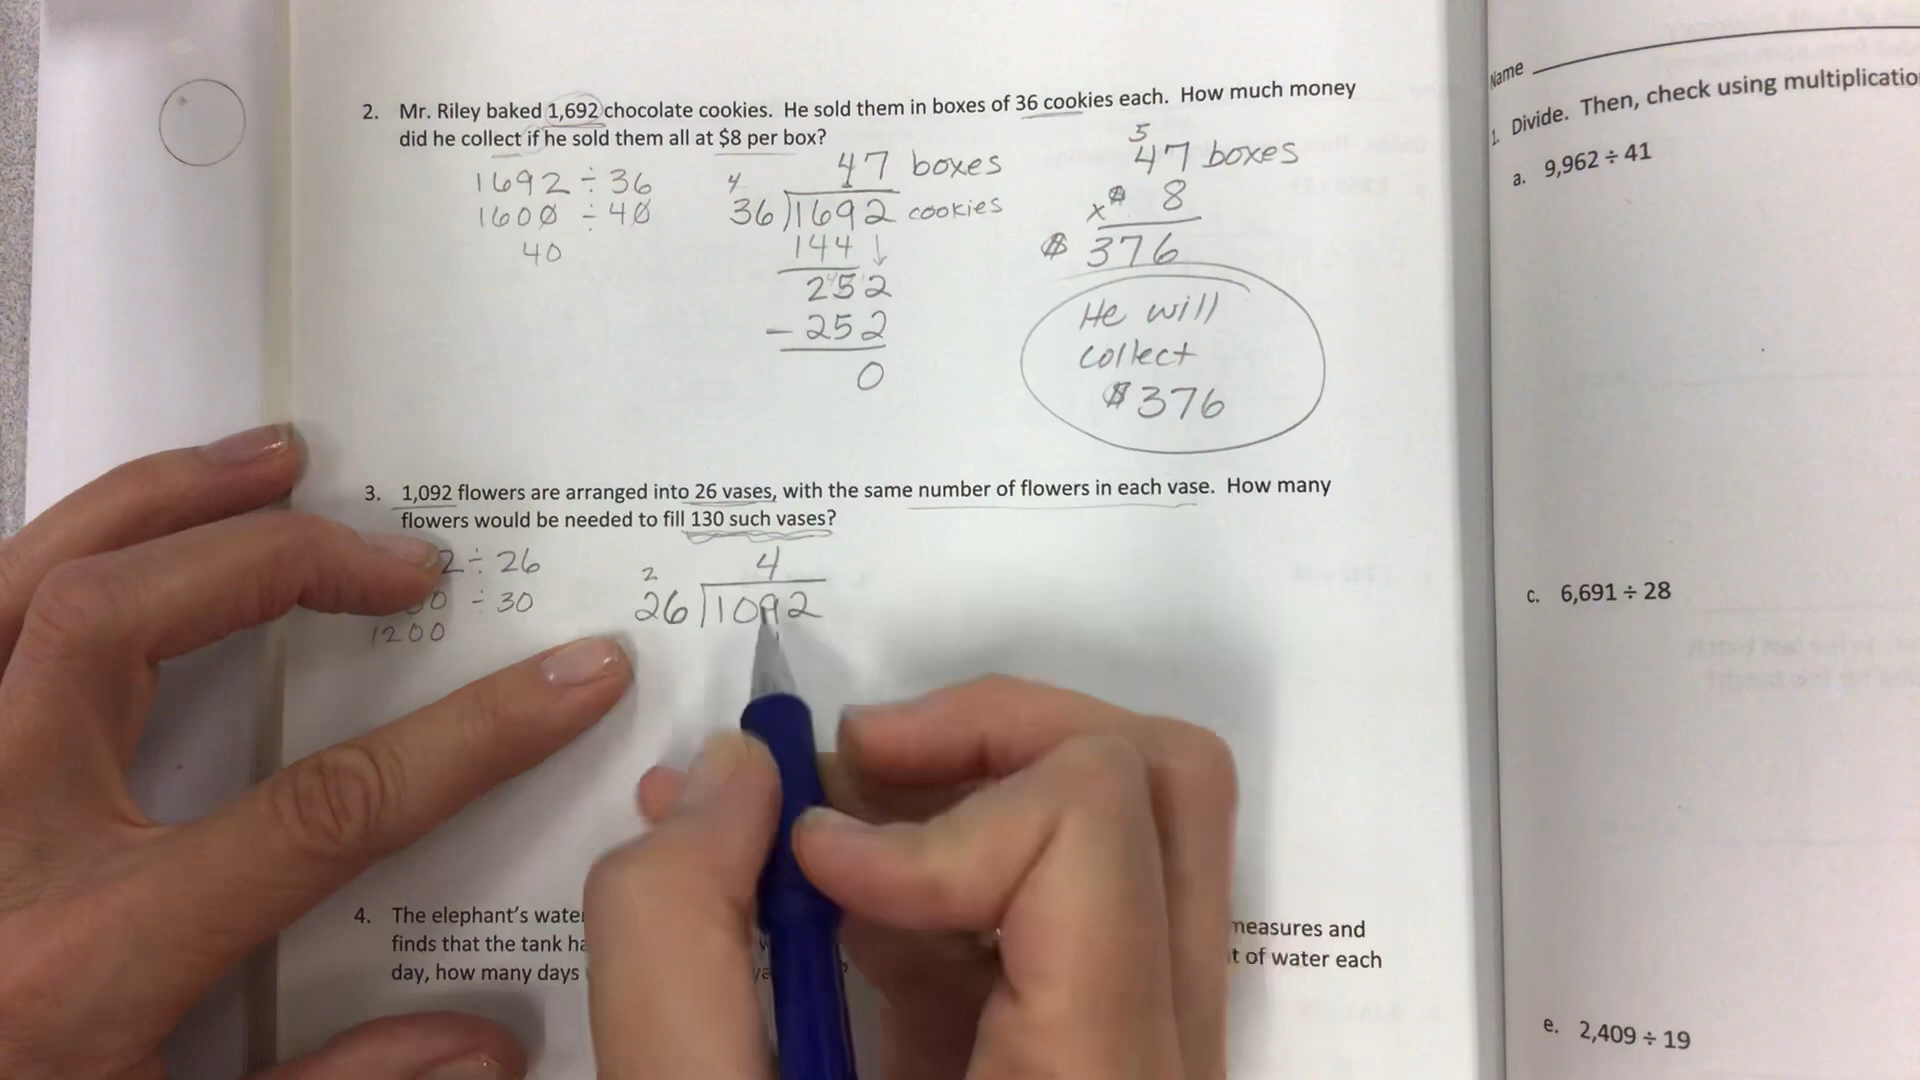 2. Mr. Riley baked 1,692 chocolate cookies. He sold them in boxes of 36 cookies each. How much money
did he collect if he sold them all at $8 per box?
1692 ÷ 36
1600 ÷ 40
40
47 boxes
4
36)1692 cookies
144 ↓
252
- 252
0
5
47 boxes
x $ 8
$ 376
He will
collect
$376
3. 1,092 flowers are arranged into 26 vases, with the same number of flowers in each vase. How many
flowers would be needed to fill 130 such vases?
2 ÷ 26
÷ 30
1200
4
2
26)1092
4. The elephant's
finds that the tank
day, how many days
measures and
of water each
Name
1. Divide. Then, check using
a. 9,962 ÷ 41
c. 6,691 ÷ 28
e. 2,409 ÷ 19